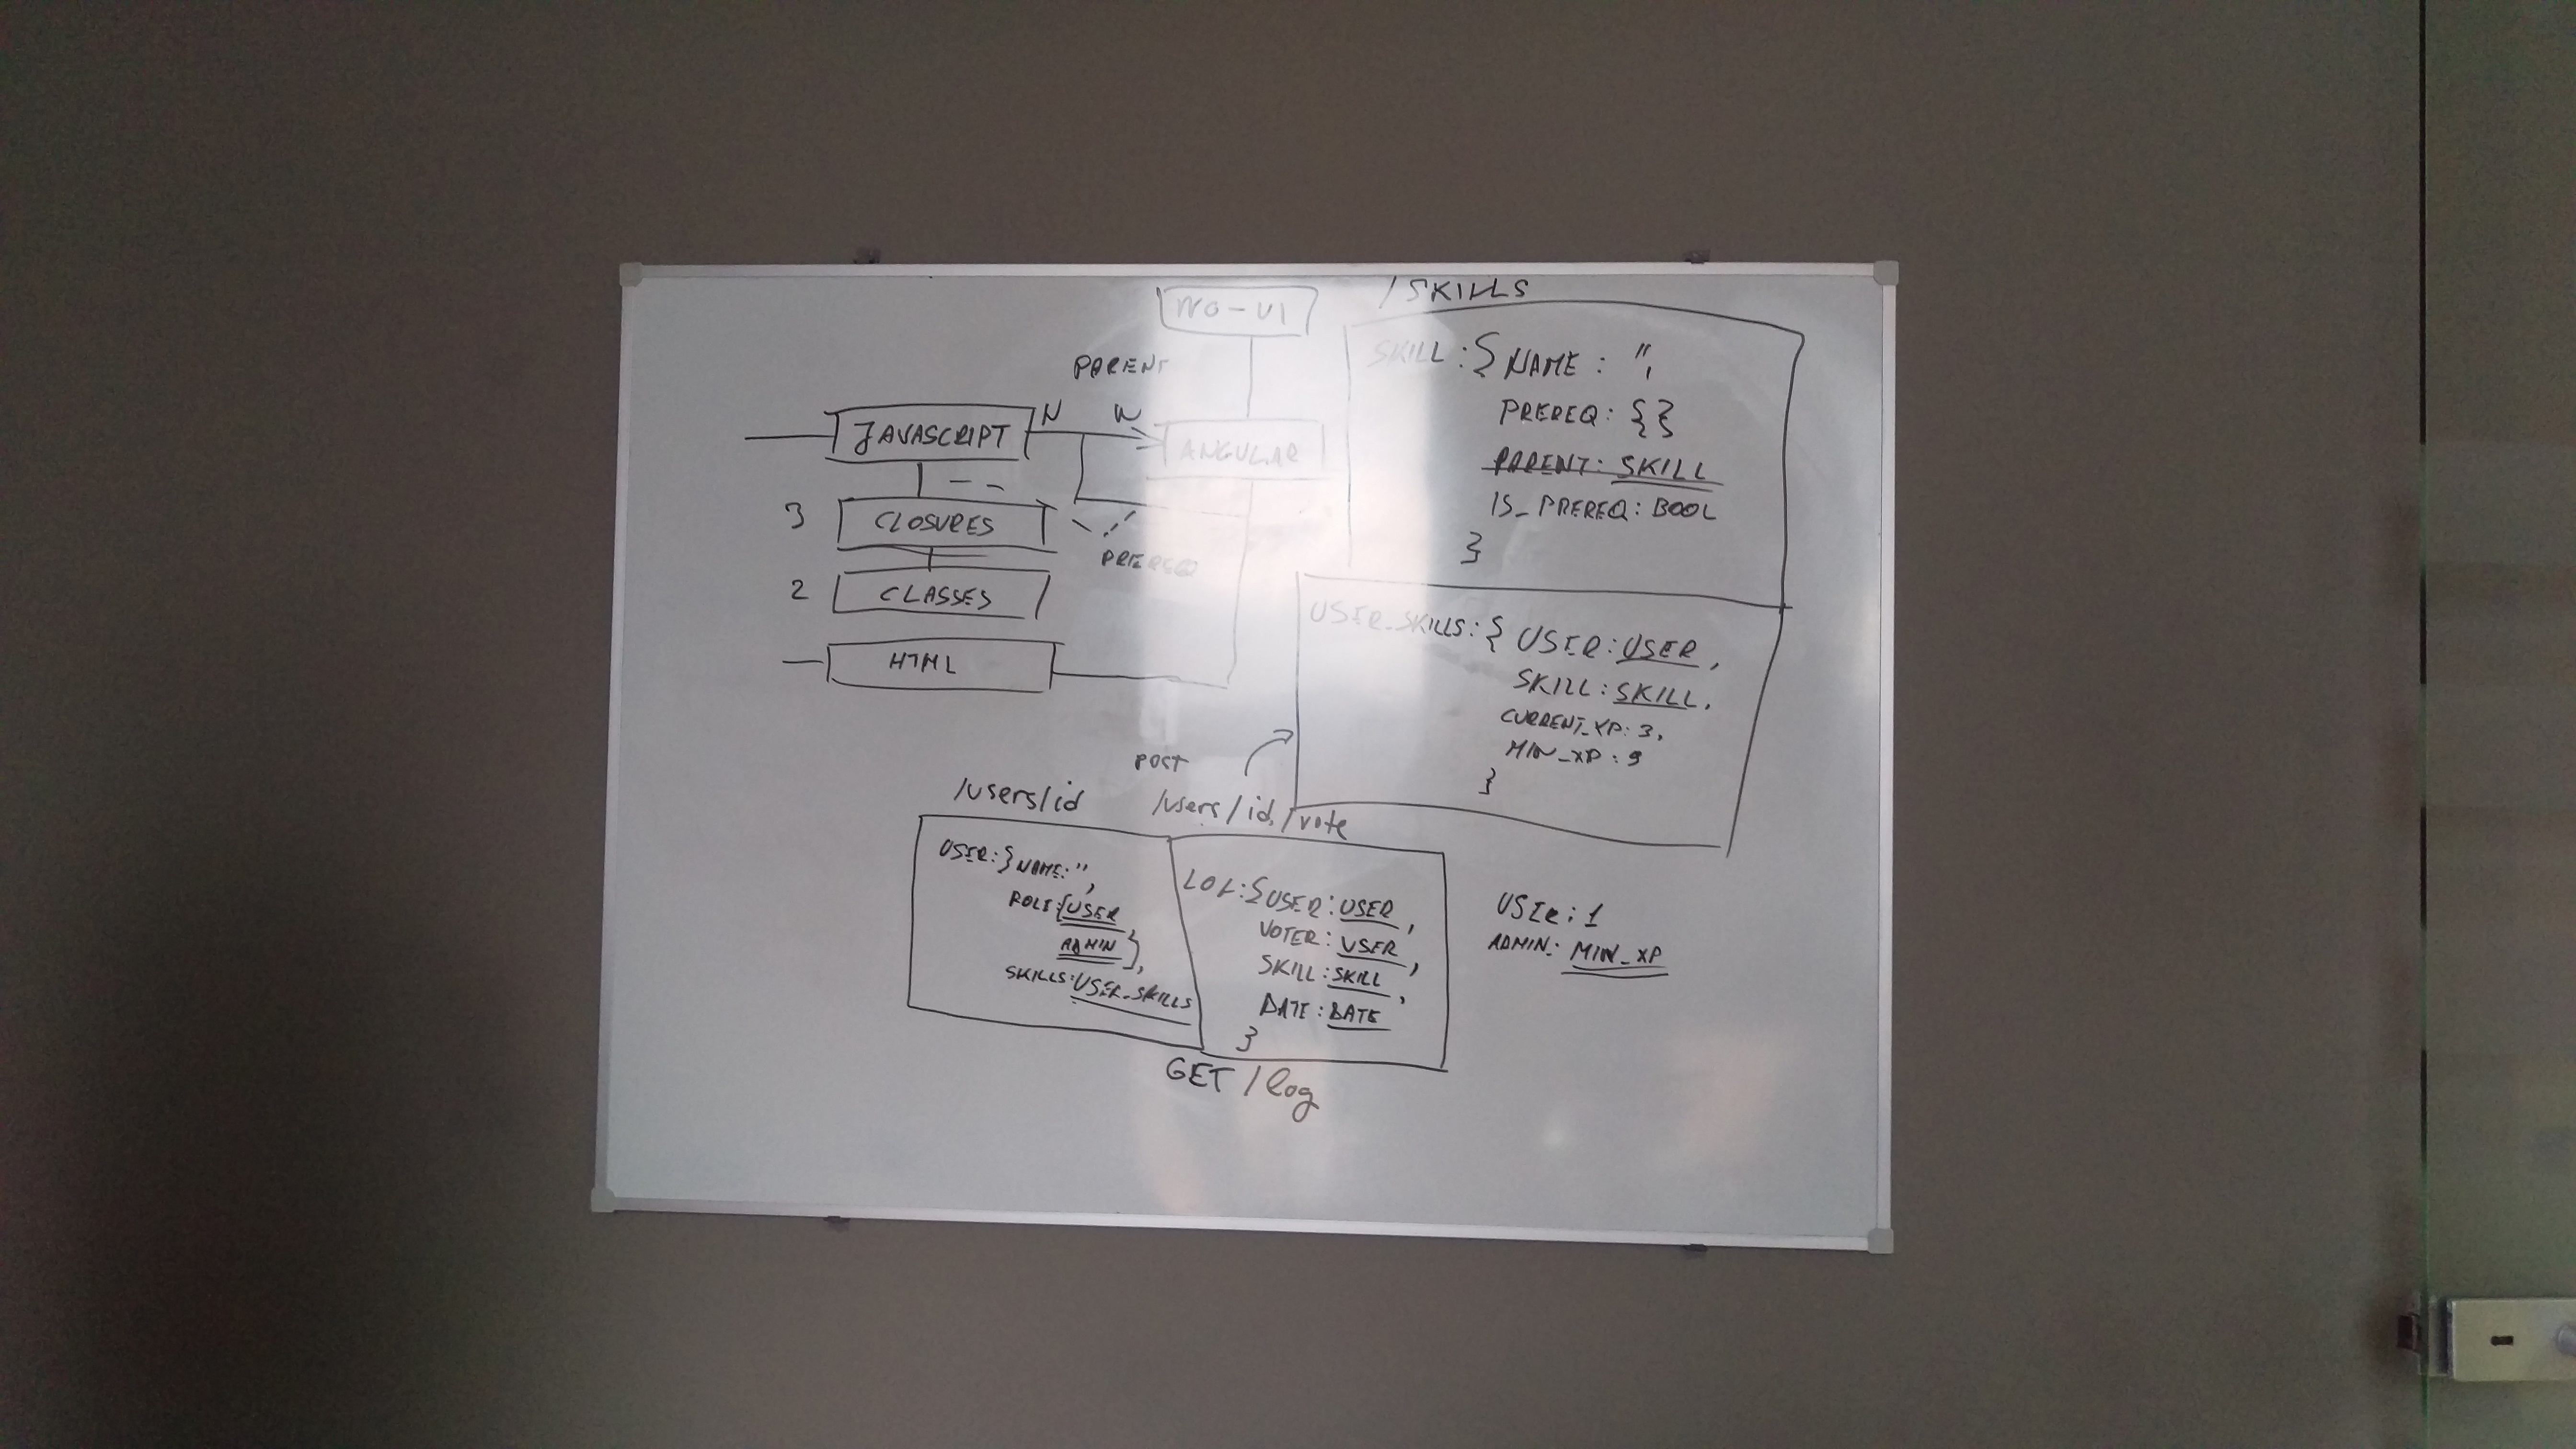 /SKILLS
NG-UI
PARENT
JAVASCRIPT N N ANGULAR
3 CLOSURES
PREREQ
2 CLASSES
HTML
SKILL:{ NAME: ",
PREREQ: {}
PARENT: SKILL
IS_PREREQ: BOOL
}
USER_SKILLS:{ USER:USER,
SKILL:SKILL,
CURRENT_XP: 3,
MIN_XP: 9
}
POST
/users/id
/users/id/vote
USER:{NAME:",
ROLE:{USER,
ADMIN},
SKILLS:USER_SKILLS
LOG:{USER:USER,
VOTER: USER,
SKILL:SKILL,
DATE:DATE
}
GET /log
USER: 1
ADMIN: MIN_XP